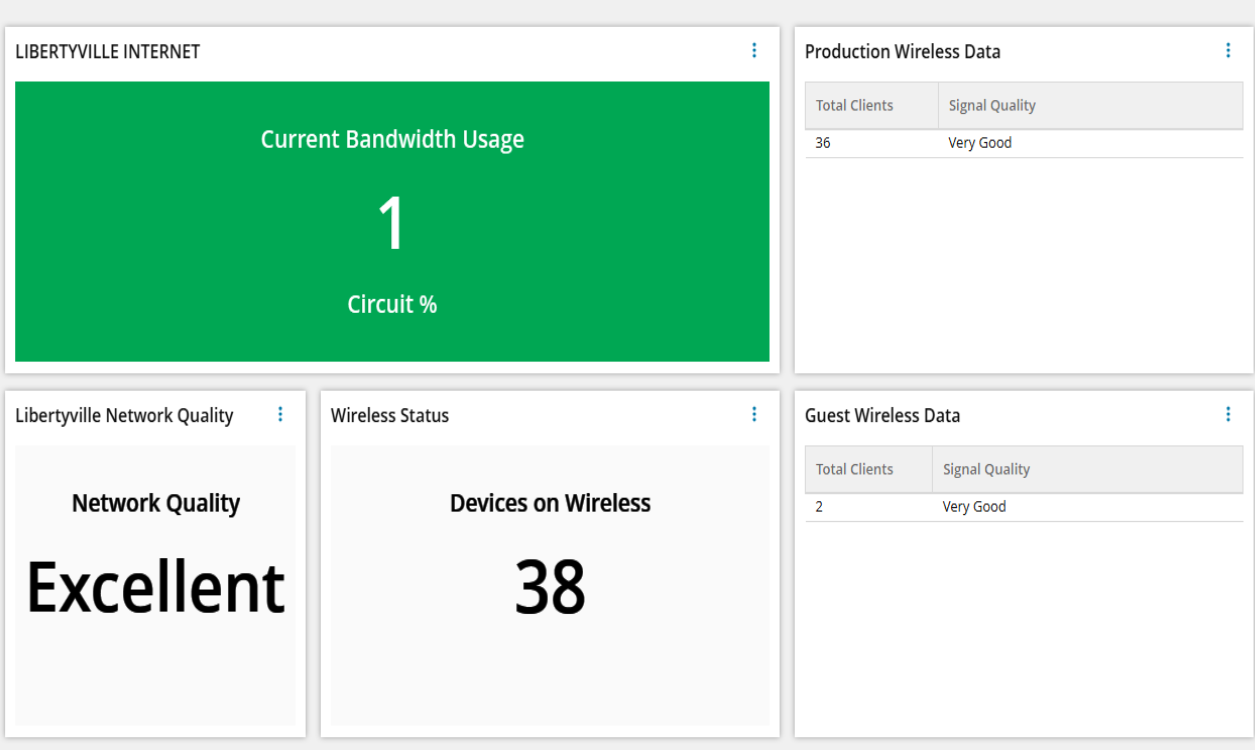 LIBERTYVILLE INTERNET
Current Bandwidth Usage
1
Circuit %
Production Wireless Data
Total Clients Signal Quality
36 Very Good
Libertyville Network Quality
Network Quality
Excellent
Wireless Status
Devices on Wireless
38
Guest Wireless Data
Total Clients Signal Quality
2 Very Good